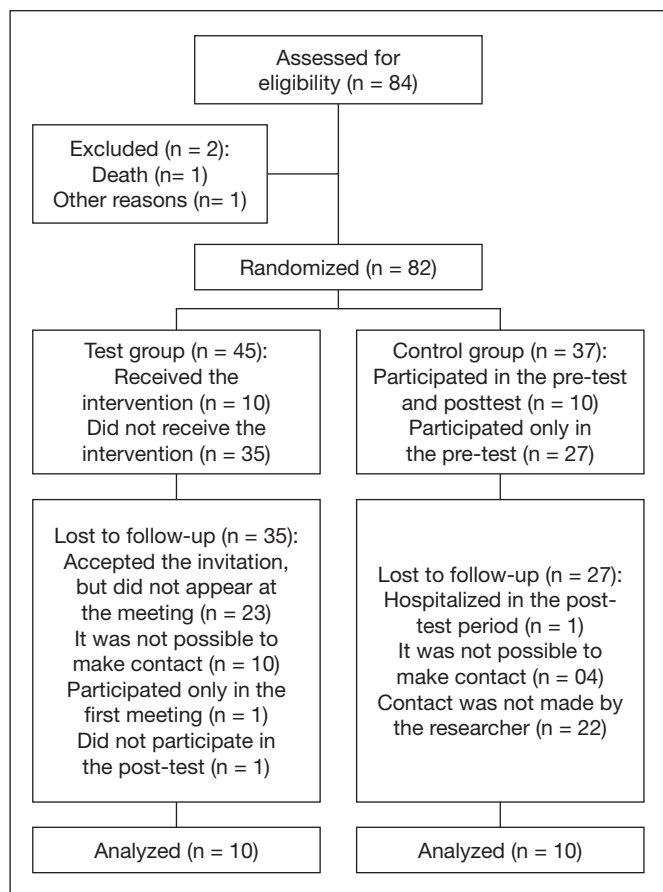 Assessed for
eligibility (n = 84)
Excluded (n = 2):
Death (n= 1)
Other reasons (n= 1)
Randomized (n = 82)
Test group (n = 45):
Received the
intervention (n = 10)
Did not receive the
intervention (n = 35)
Control group (n = 37):
Participated in the pre-test
and posttest (n = 10)
Participated only in
the pre-test (n = 27)
Lost to follow-up (n = 35):
Accepted the invitation,
but did not appear at
the meeting (n = 23)
It was not possible to
make contact (n = 10)
Participated only in the
first meeting (n = 1)
Did not participate in
the post-test (n = 1)
Lost to follow-up (n = 27):
Hospitalized in the post-
test period (n = 1)
It was not possible to
make contact (n = 04)
Contact was not made by
the researcher (n = 22)
Analyzed (n = 10)
Analyzed (n = 10)